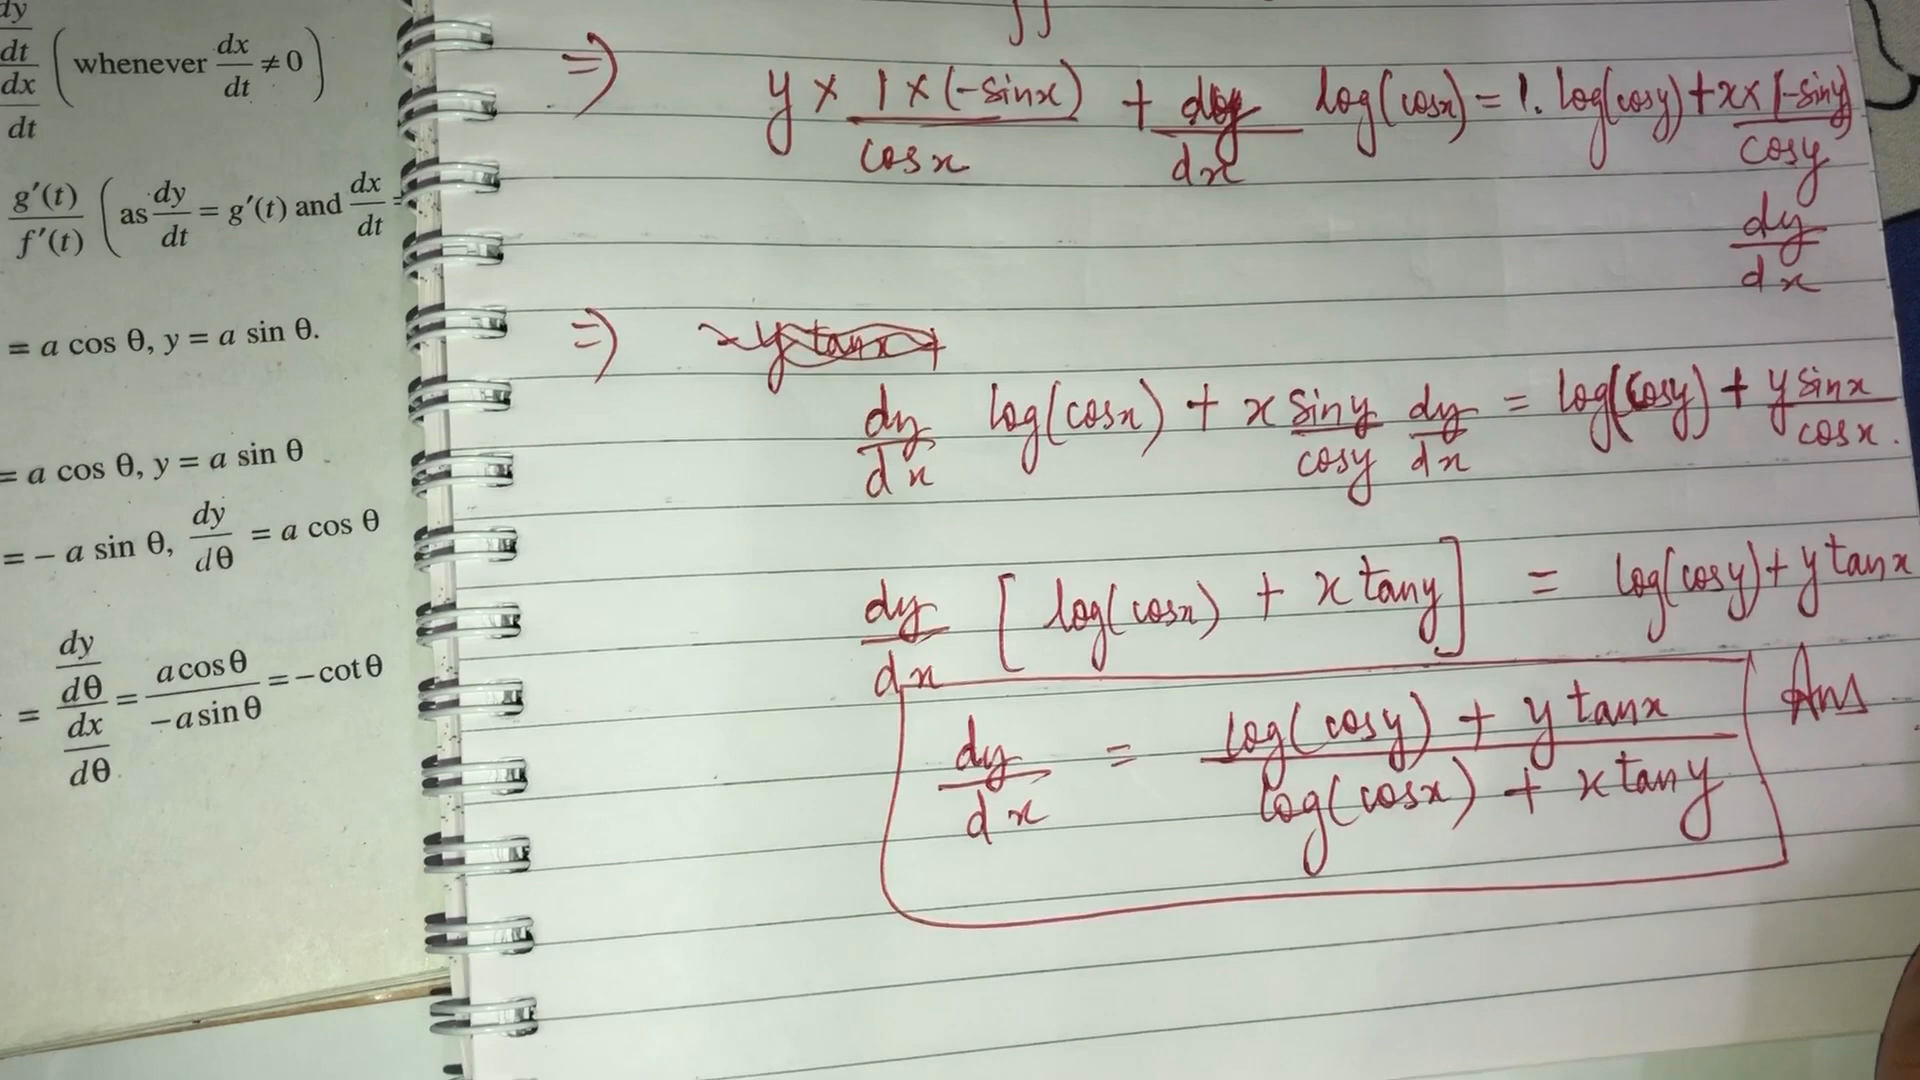 dy
dt
dx
dt
(whenever dx/dt ≠ 0)
g′(t)/f′(t) (as dy/dt = g′(t) and dx/dt =
= a cos θ, y = a sin θ.
= a cos θ, y = a sin θ
= − a sin θ, dy/dθ = a cos θ
= (dy/dθ)/(dx/dθ) = a cos θ/−a sin θ = − cot θ
⇒ y × 1 × (-sinx)/cosx + dy/dx log(cosx) = 1. log(cosy) + x × (-siny)/cosy dy/dx
⇒
dy/dx log(cosx) + x siny/cosy dy/dx = log(cosy) + y sinx/cosx.
dy/dx [log(cosx) + x tany] = log(cosy) + y tanx
dy/dx = (log(cosy) + y tanx)/(log(cosx) + x tany) Ans